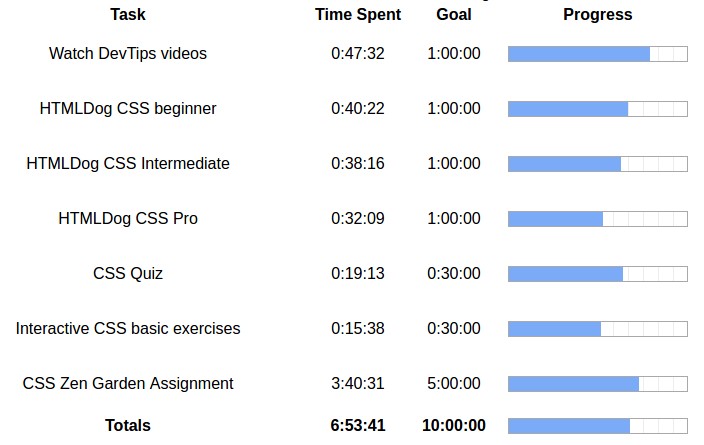 Task Time Spent Goal Progress
Watch DevTips videos 0:47:32 1:00:00
HTMLDog CSS beginner 0:40:22 1:00:00
HTMLDog CSS Intermediate 0:38:16 1:00:00
HTMLDog CSS Pro 0:32:09 1:00:00
CSS Quiz 0:19:13 0:30:00
Interactive CSS basic exercises 0:15:38 0:30:00
CSS Zen Garden Assignment 3:40:31 5:00:00
Totals 6:53:41 10:00:00